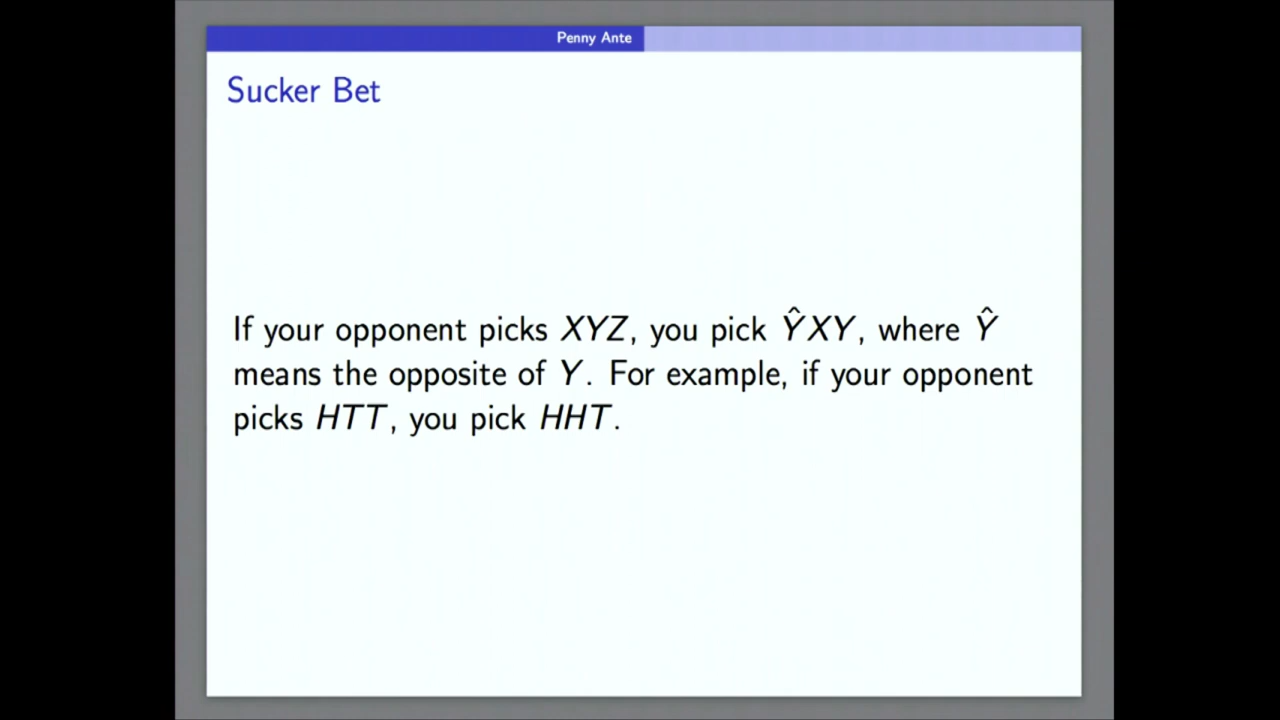 Penny Ante
Sucker Bet
If your opponent picks XYZ, you pick ŶXY, where Ŷ
means the opposite of Y. For example, if your opponent
picks HTT, you pick HHT.